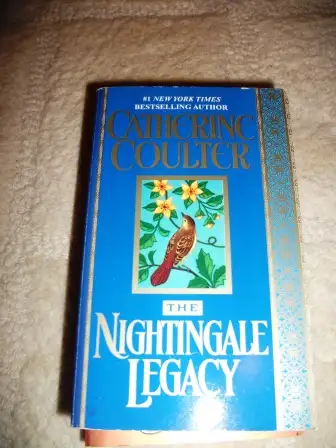 #1 NEW YORK TIMES
BESTSELLING AUTHOR
CATHERINE
COULTER
THE
NIGHTINGALE
LEGACY